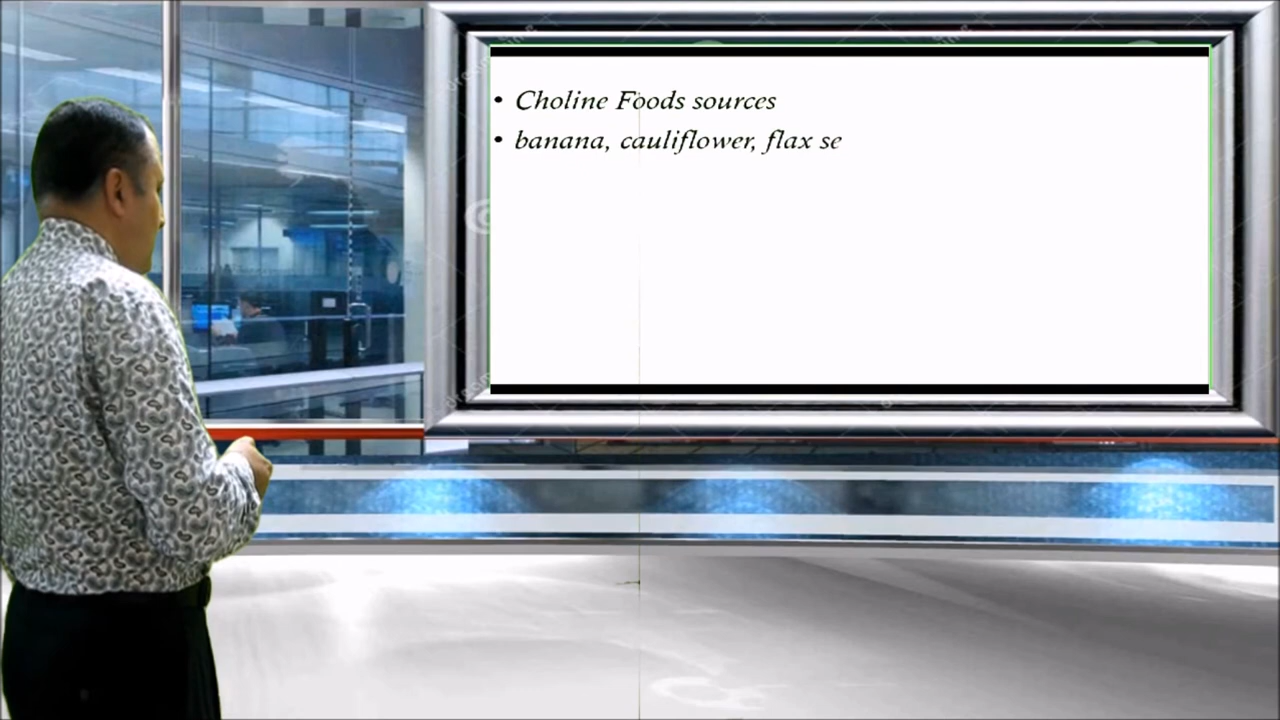 • Choline Foods sources
• banana, cauliflower, flax se